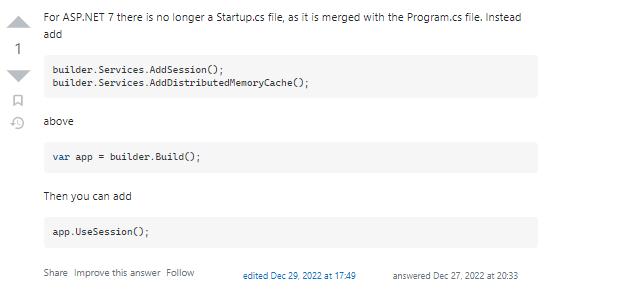 For ASP.NET 7 there is no longer a Startup.cs file, as it is merged with the Program.cs file. Instead
add
1
builder.Services.AddSession();
builder.Services.AddDistributedMemoryCache();
above
var app = builder.Build();
Then you can add
app.UseSession();
Share Improve this answer Follow
edited Dec 29, 2022 at 17:49
answered Dec 27, 2022 at 20:33